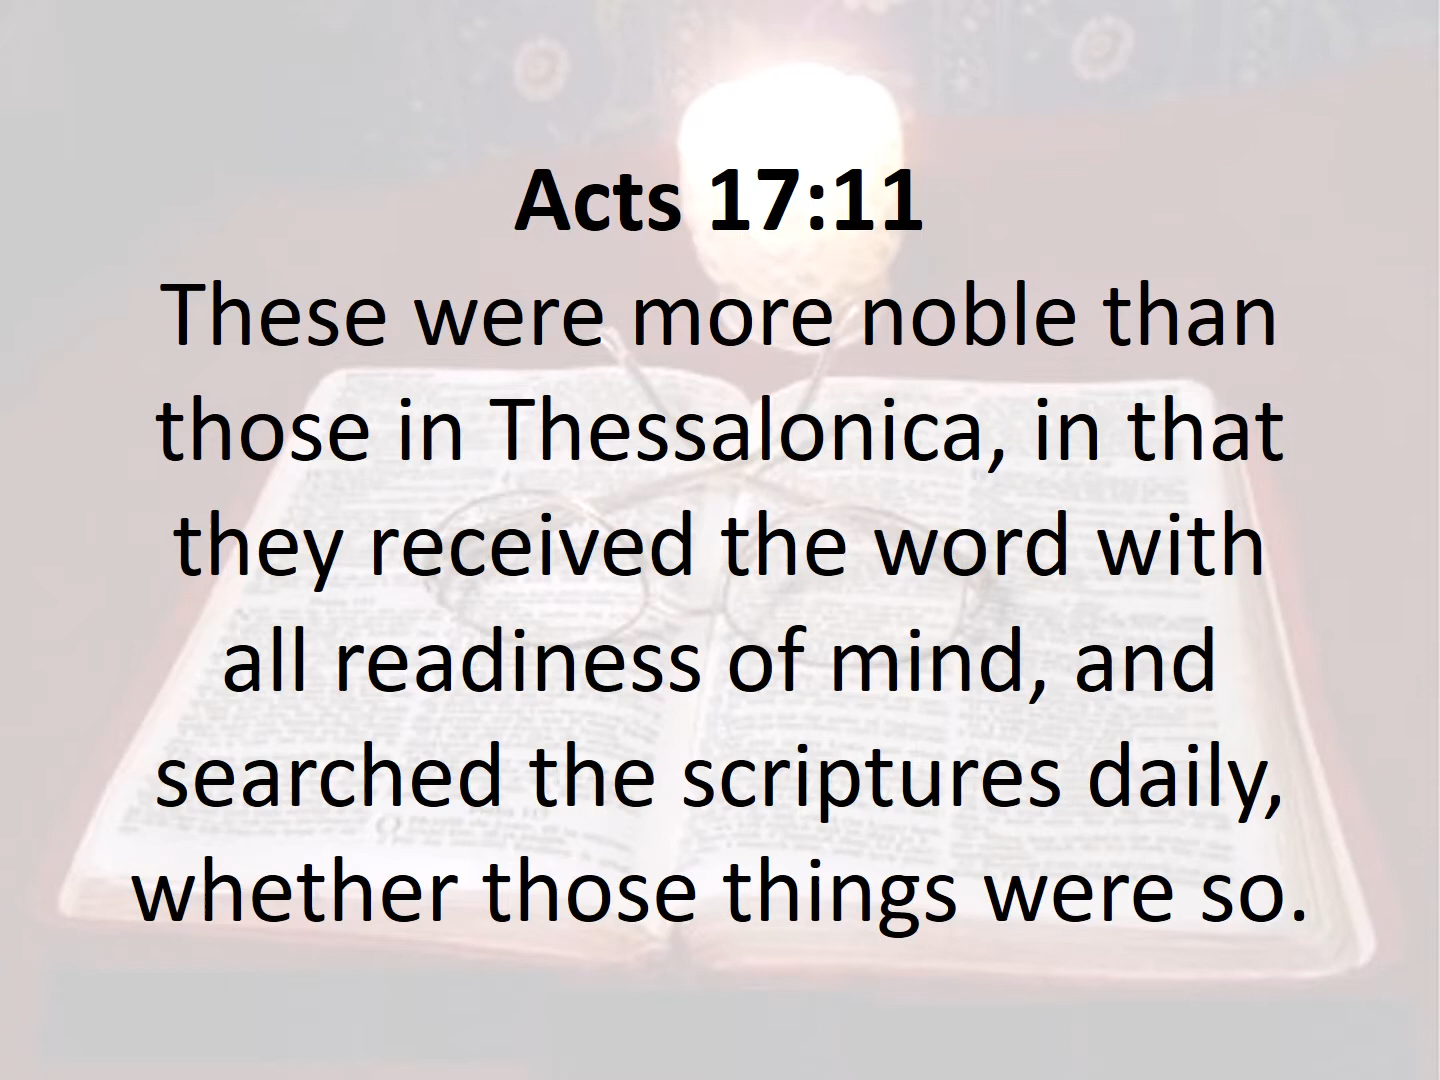 Acts 17:11
These were more noble than
those in Thessalonica, in that
they received the word with
all readiness of mind, and
searched the scriptures daily,
whether those things were so.